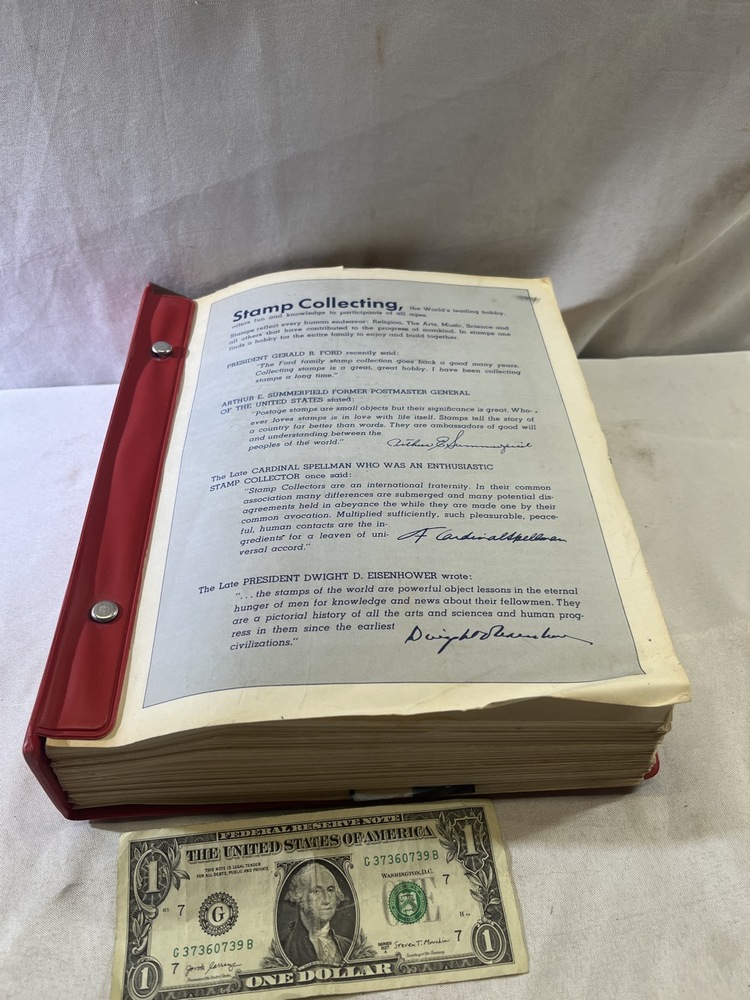 Stamp Collecting, the World's leading hobby,
offers fun and knowledge to participants of all ages.
Stamps reflect every human endeavor: Religion, The Arts, Music, Science and
all others that have contributed to the progress of mankind. In stamps one
finds a hobby for the entire family to enjoy and build together.
PRESIDENT GERALD R. FORD recently said:
"The Ford family stamp collection goes back a good many years.
Collecting stamps is a great, great hobby. I have been collecting
stamps a long time."
ARTHUR E. SUMMERFIELD FORMER POSTMASTER GENERAL
OF THE UNITED STATES stated:
"Postage stamps are small objects but their significance is great. Who-
ever loves stamps is in love with life itself. Stamps tell the story of
a country far better than words. They are ambassadors of good will
and understanding between the
peoples of the world."
Arthur E Summerfield
The Late CARDINAL SPELLMAN WHO WAS AN ENTHUSIASTIC
STAMP COLLECTOR once said:
"Stamp Collectors are an international fraternity. In their common
association many differences are submerged and many potential dis-
agreements held in abeyance the while they are made one by their
common avocation. Multiplied sufficiently, such pleasurable, peace-
ful, human contacts are the in-
gredients for a leaven of uni-
versal accord."
F Cardinal Spellman
The Late PRESIDENT DWIGHT D. EISENHOWER wrote:
"... the stamps of the world are powerful object lessons in the eternal
hunger of men for knowledge and news about their fellowmen. They
are a pictorial history of all the arts and sciences and human prog-
ress in them since the earliest
civilizations."
Dwight D Eisenhower
FEDERAL RESERVE NOTE
THE UNITED STATES OF AMERICA
THIS NOTE IS LEGAL TENDER
FOR ALL DEBTS, PUBLIC AND PRIVATE
G 37360739 B
WASHINGTON, D.C.
1
1
7
7
G
ONE
G 37360739 B
SERIES
2017
A
Steven T. Mnuchin
7
7
1
ONE DOLLAR
1